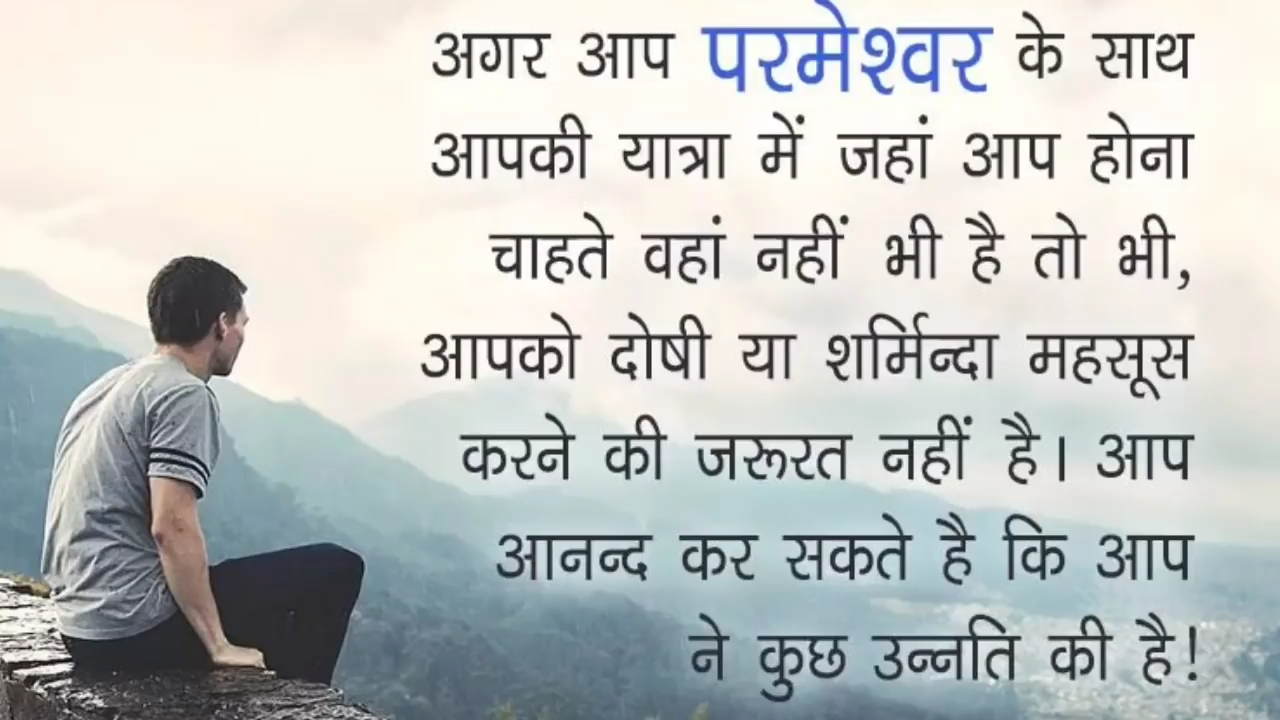 अगर आप परमेश्वर के साथ
आपकी यात्रा में जहां आप होना
चाहते वहां नहीं भी है तो भी,
आपको दोषी या शर्मिन्दा महसूस
करने की जरूरत नहीं है। आप
आनन्द कर सकते है कि आप
ने कुछ उन्नति की है!